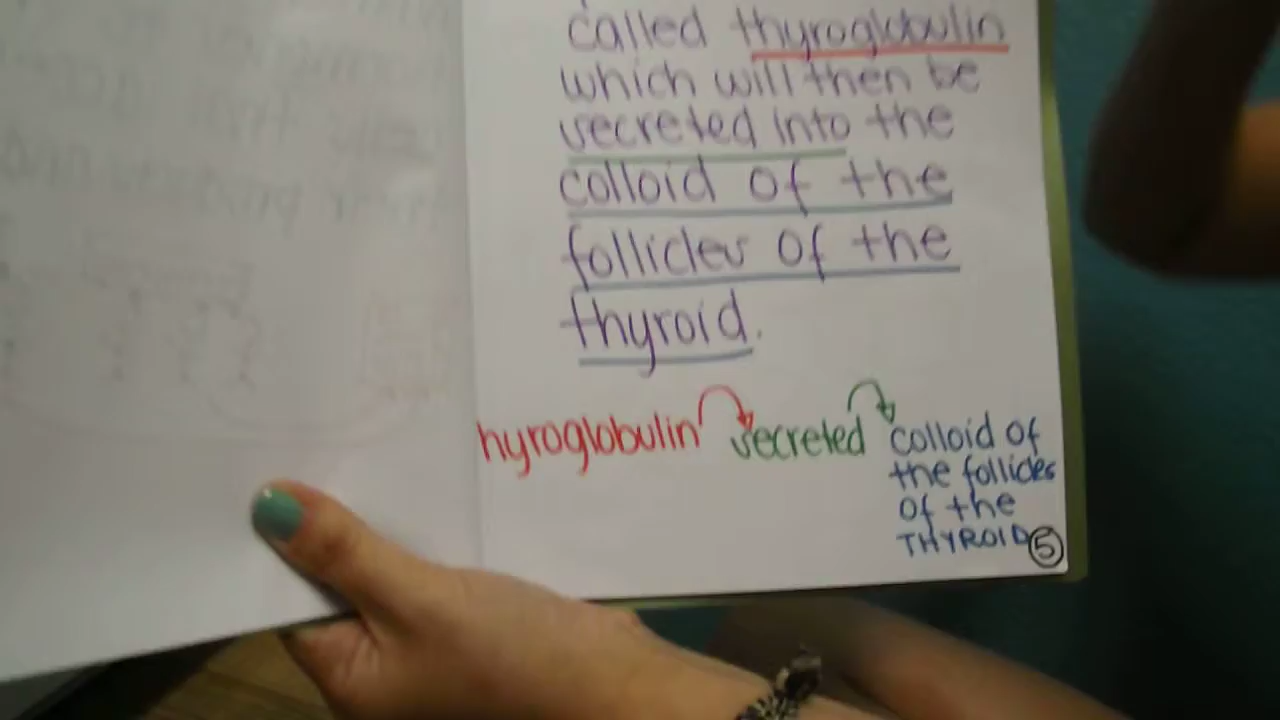 called thyroglobulin
which will then be
secreted into the
colloid of the
follicles of the
thyroid.
hyroglobulin secreted colloid of
the follicles
of the
THYROID
5